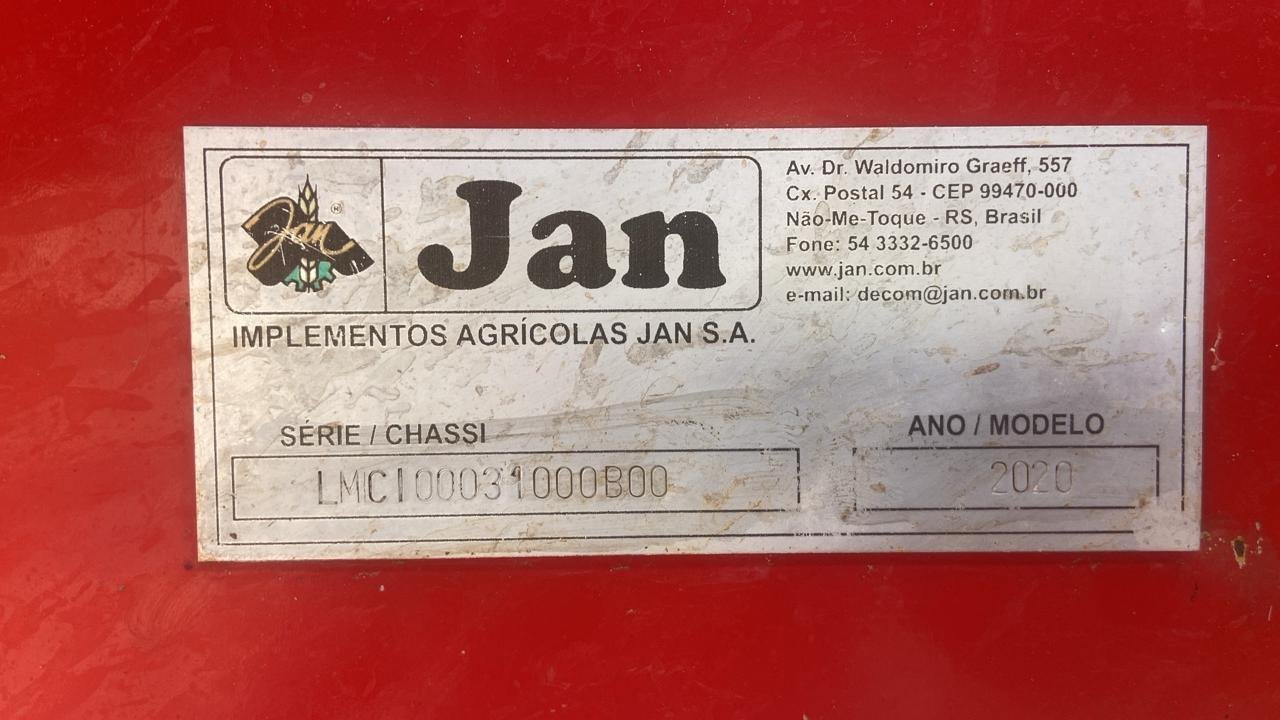 Jan
Jan
Av. Dr. Waldomiro Graeff, 557
Cx. Postal 54 - CEP 99470-000
Não-Me-Toque - RS, Brasil
Fone: 54 3332-6500
www.jan.com.br
e-mail: decom@jan.com.br
IMPLEMENTOS AGRÍCOLAS JAN S.A.
SÉRIE / CHASSI
LMCI00031000B00
ANO / MODELO
2020